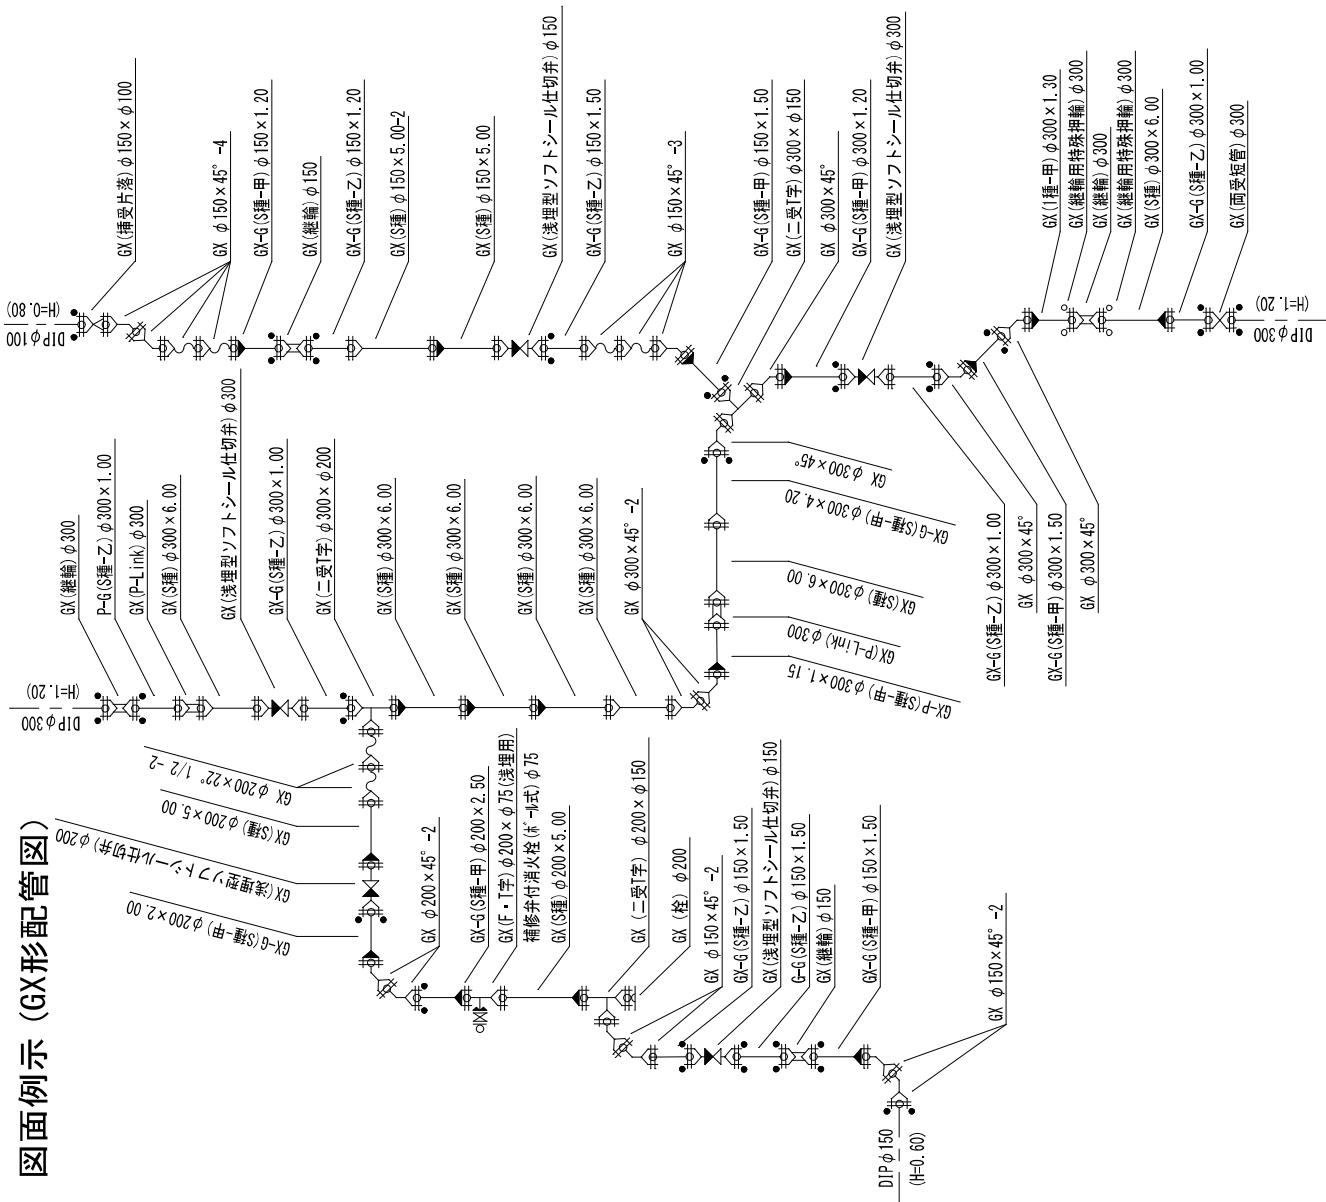 図面例示 (GX形配管図)
DIPφ100
(H=0.80)
GX(挿受片落)φ150×φ100
GX φ150×45° -4
GX-G(S種-甲)φ150×1.20
GX(継輪)φ150
GX-G(S種-乙)φ150×1.20
GX(S種)φ150×5.00-2
GX(S種)φ150×5.00
GX(浅埋型ソフトシール仕切弁)φ150
GX-G(S種-乙)φ150×1.50
GX φ150×45° -3
GX-G(S種-甲)φ150×1.50
GX(二受T字)φ300×φ150
GX φ300×45°
GX-G(S種-甲)φ300×1.20
GX(浅埋型ソフトシール仕切弁)φ300
GX(1種-甲)φ300×1.30
GX(継輪用特殊押輪)φ300
GX(継輪)φ300
GX(継輪用特殊押輪)φ300
GX(S種)φ300×6.00
GX-G(S種-乙)φ300×1.00
GX(両受短管)φ300
DIPφ300
(H=1.20)
DIPφ300
(H=1.20)
GX(継輪)φ300
P-G(S種-乙)φ300×1.00
GX(P-Link)φ300
GX(S種)φ300×6.00
GX(浅埋型ソフトシール仕切弁)φ300
GX-G(S種-乙)φ300×1.00
GX(二受T字)φ300×φ200
GX(S種)φ300×6.00
GX(S種)φ300×6.00
GX(S種)φ300×6.00
GX(S種)φ300×6.00
GX φ300×45° -2
GX φ300×45°
GX-G(S種-甲)φ300×4.20
GX(S種)φ300×6.00
GX(P-Link)φ300
GX-P(S種-甲)φ300×1.15
GX-G(S種-乙)φ300×1.00
GX φ300×45°
GX-G(S種-甲)φ300×1.50
GX φ300×45°
GX φ200×22° 1/2 -2
GX(S種)φ200×5.00
GX(浅埋型ソフトシール仕切弁)φ200
GX-G(S種-甲)φ200×2.00
GX φ200×45° -2
GX-G(S種-甲)φ200×2.50
GX(F・T字)φ200×φ75(浅埋用)
補修弁付消火栓(ボール式)φ75
GX(S種)φ200×5.00
GX (二受T字) φ200×φ150
GX (栓) φ200
GX φ150×45° -2
GX-G(S種-乙)φ150×1.50
GX(浅埋型ソフトシール仕切弁)φ150
G-G(S種-乙)φ150×1.50
GX(継輪)φ150
GX-G(S種-甲)φ150×1.50
GX φ150×45° -2
DIPφ150
(H=0.60)